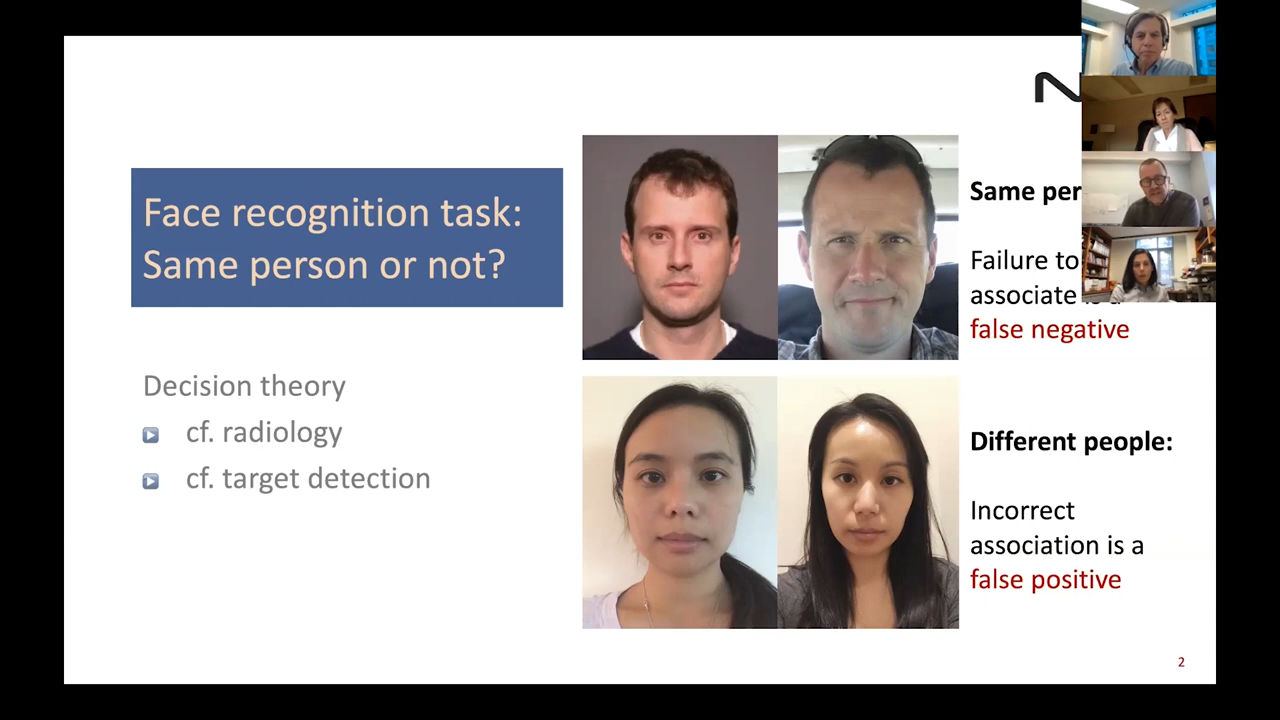 Face recognition task:
Same person or not?
Decision theory
cf. radiology
cf. target detection
Same
Failure to
associate
false negative
Different people:
Incorrect
association is a
false positive
2